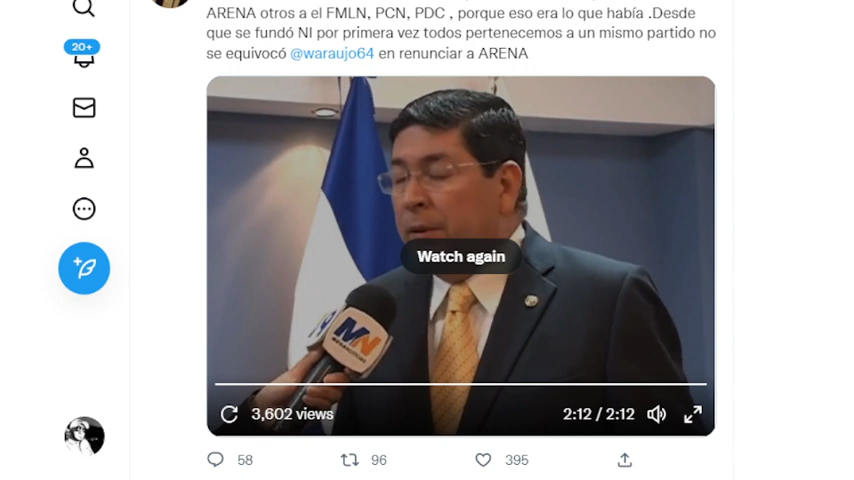 ARENA otros a el FMLN, PCN, PDC , porque eso era lo que había .Desde
que se fundó NI por primera vez todos pertenecemos a un mismo partido no
se equivocó @waraujo64 en renunciar a ARENA
20+
Watch again
MN
3,602 views
2:12 / 2:12
58
96
395